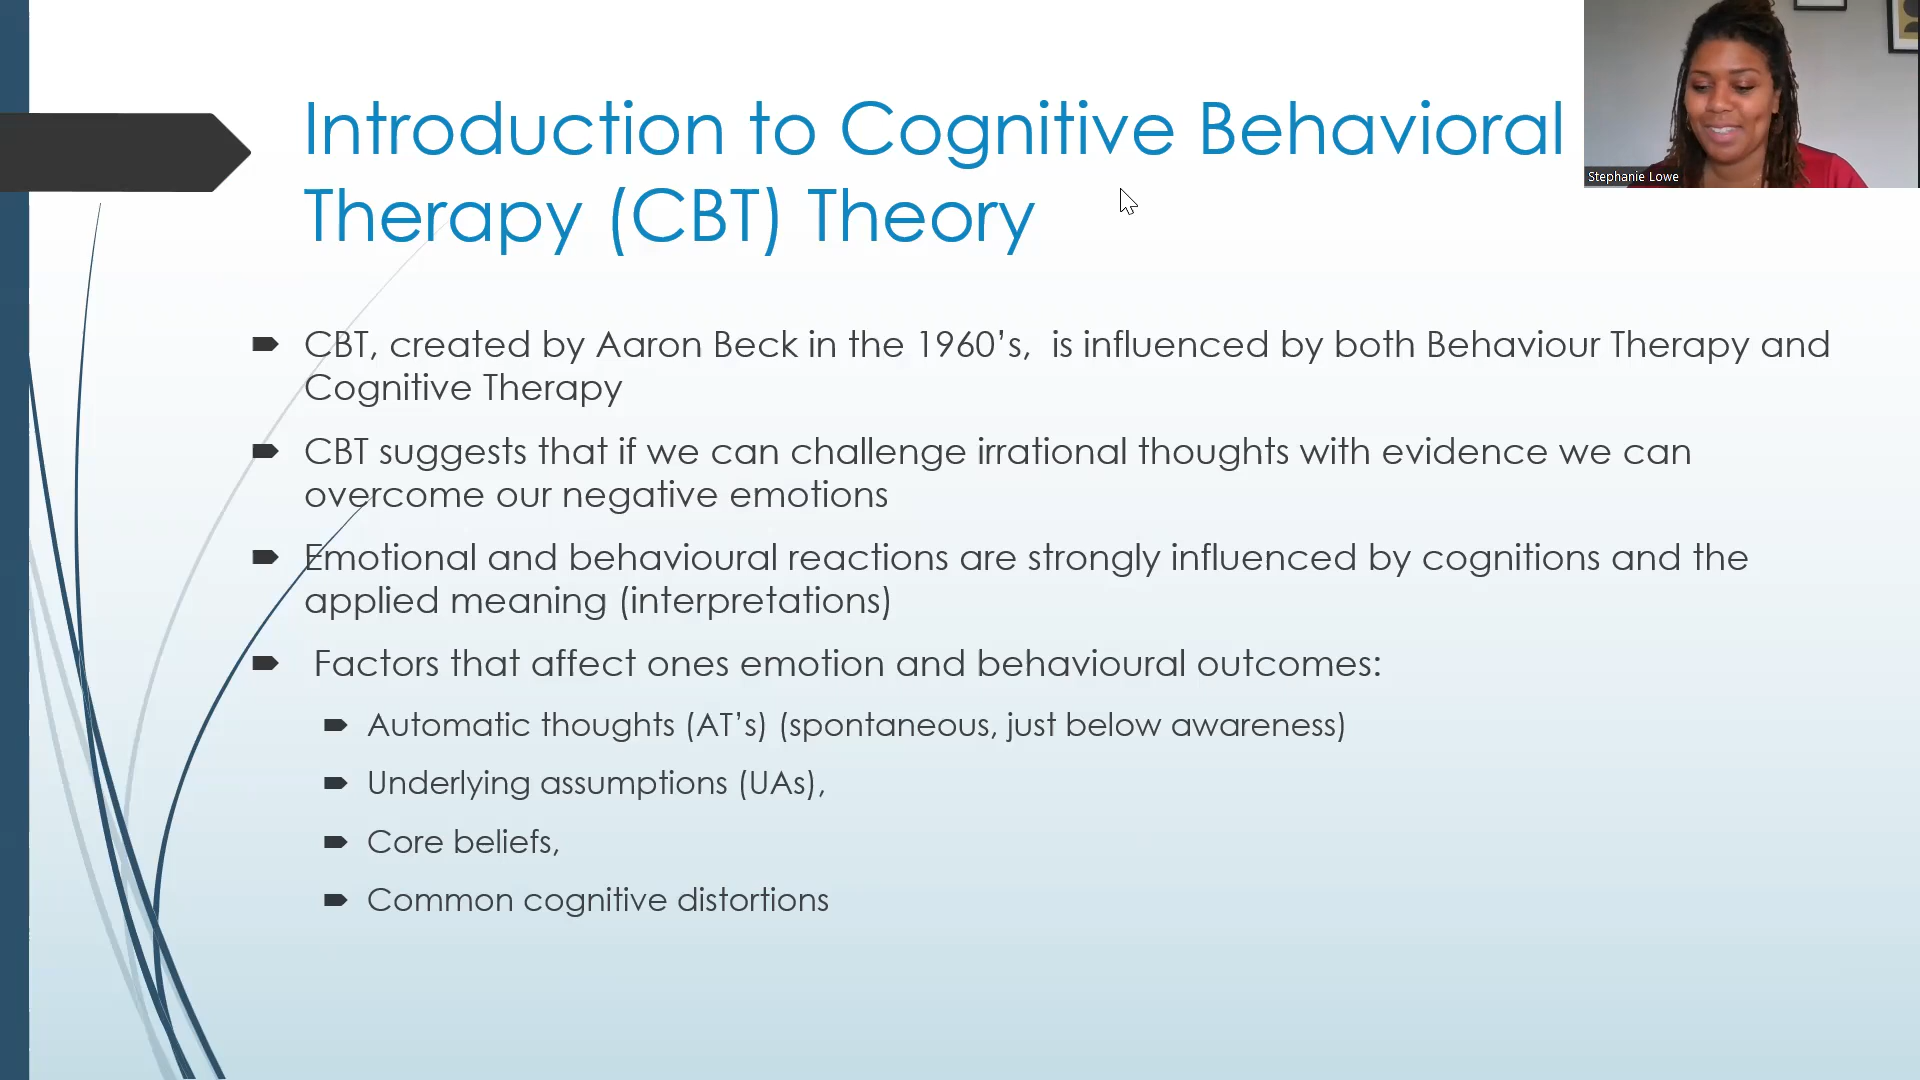 Introduction to Cognitive Behavioral
Therapy (CBT) Theory
Stephanie Lowe
CBT, created by Aaron Beck in the 1960’s,  is influenced by both Behaviour Therapy and
Cognitive Therapy
CBT suggests that if we can challenge irrational thoughts with evidence we can
overcome our negative emotions
Emotional and behavioural reactions are strongly influenced by cognitions and the
applied meaning (interpretations)
Factors that affect ones emotion and behavioural outcomes:
Automatic thoughts (AT’s) (spontaneous, just below awareness)
Underlying assumptions (UAs),
Core beliefs,
Common cognitive distortions